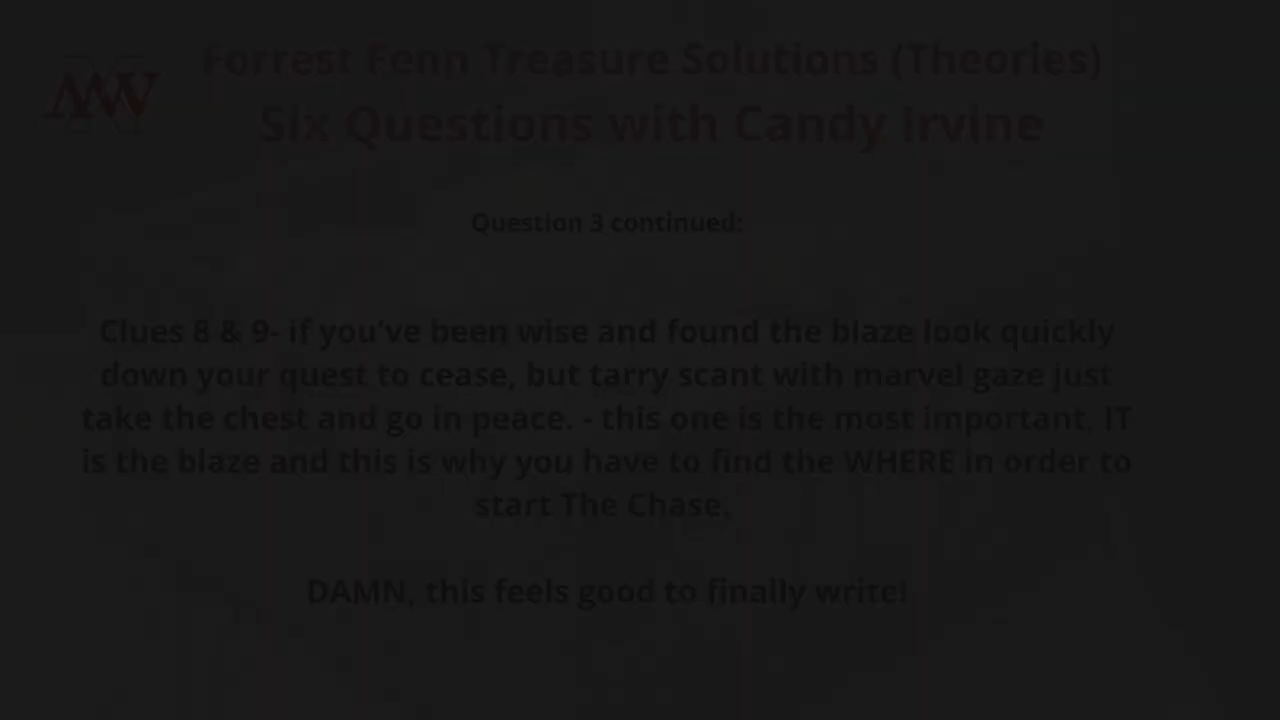 Forrest Fenn Treasure Solutions (Theories)
Six Questions with Candy Irvine
Question 3 continued:
Clues 8 & 9- if you've been wise and found the blaze look quickly
down your quest to cease, but tarry scant with marvel gaze just
take the chest and go in peace. - this one is the most important, IT
is the blaze and this is why you have to find the WHERE in order to
start The Chase.
DAMN, this feels good to finally write!